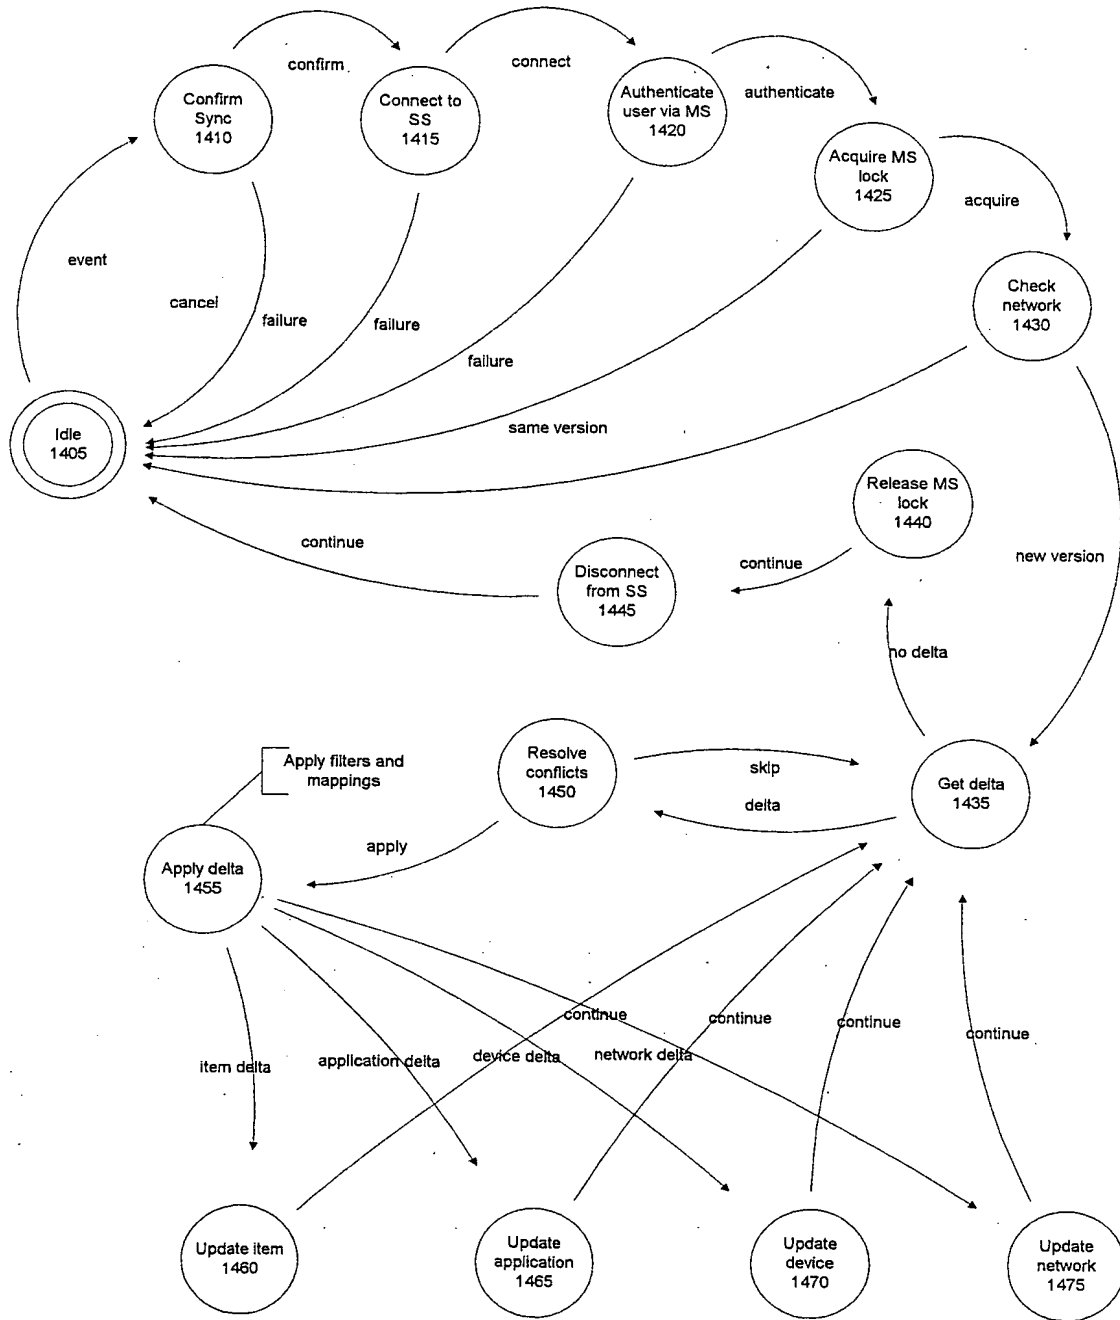 confirm
connect
Confirm
Sync
1410
Connect to
SS
1415
Authenticate
user via MS
1420
authenticate
Acquire MS
lock
1425
acquire
event
Check
network
1430
cancel
failure
failure
failure
Idle
1405
same version
Release MS
lock
1440
continue
continue
new version
Disconnect
from SS
1445
no delta
Apply filters and
mappings
Resolve
conflicts
1450
skip
delta
Get delta
1435
apply
Apply delta
1455
continue
continue
continue
continue
item delta
application delta
device delta
network delta
Update item
1460
Update
application
1465
Update
device
1470
Update
network
1475